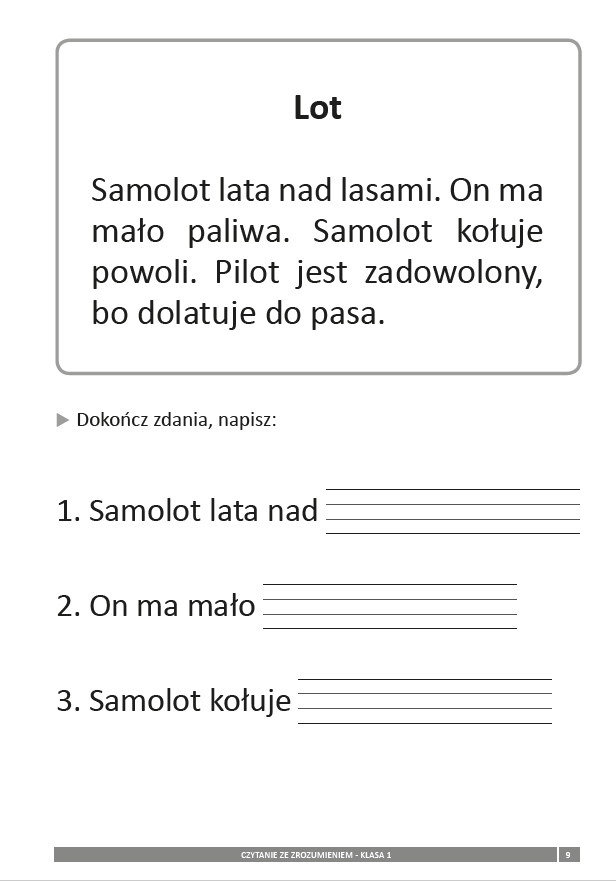 Lot
Samolot lata nad lasami. On ma
mało paliwa. Samolot kołuje
powoli. Pilot jest zadowolony,
bo dolatuje do pasa.
Dokończ zdania, napisz:
1. Samolot lata nad
2. On ma mało
3. Samolot kołuje
CZYTANIE ZE ZROZUMIENIEM - KLASA 1 9